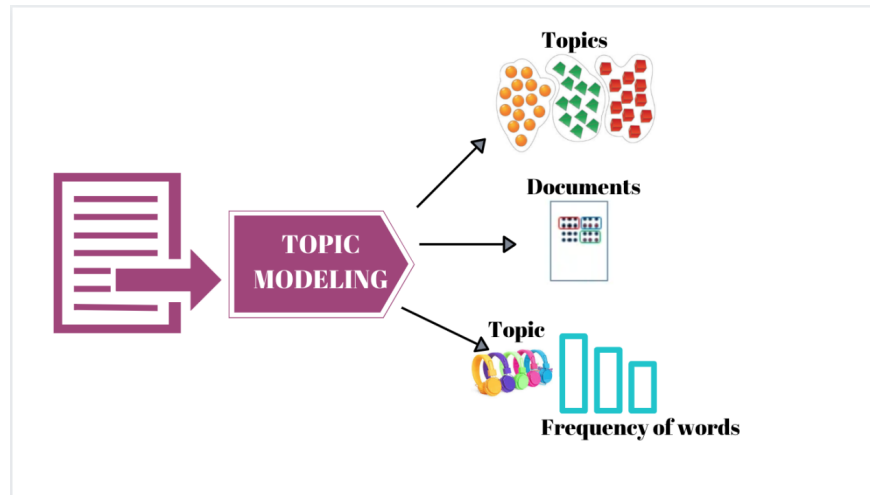 Topics
TOPIC
MODELING
Documents
Topic
Frequency of words